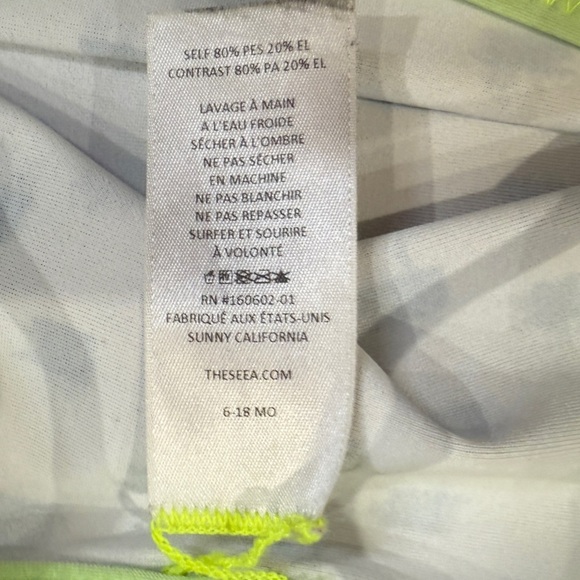 SELF 80% PES 20% EL
CONTRAST 80% PA 20% EL
LAVAGE À MAIN
A L'EAU FROIDE
SÉCHER À L'OMBRE
NE PAS SÉCHER
EN MACHINE
NE PAS BLANCHIR
NE PAS REPASSER
SURFER ET SOURIRE
À VOLONTÉ
RN #160602-01
FABRIQUÉ AUX ÉTATS-UNIS
SUNNY CALIFORNIA
THESEEA.COM
6-18 MO